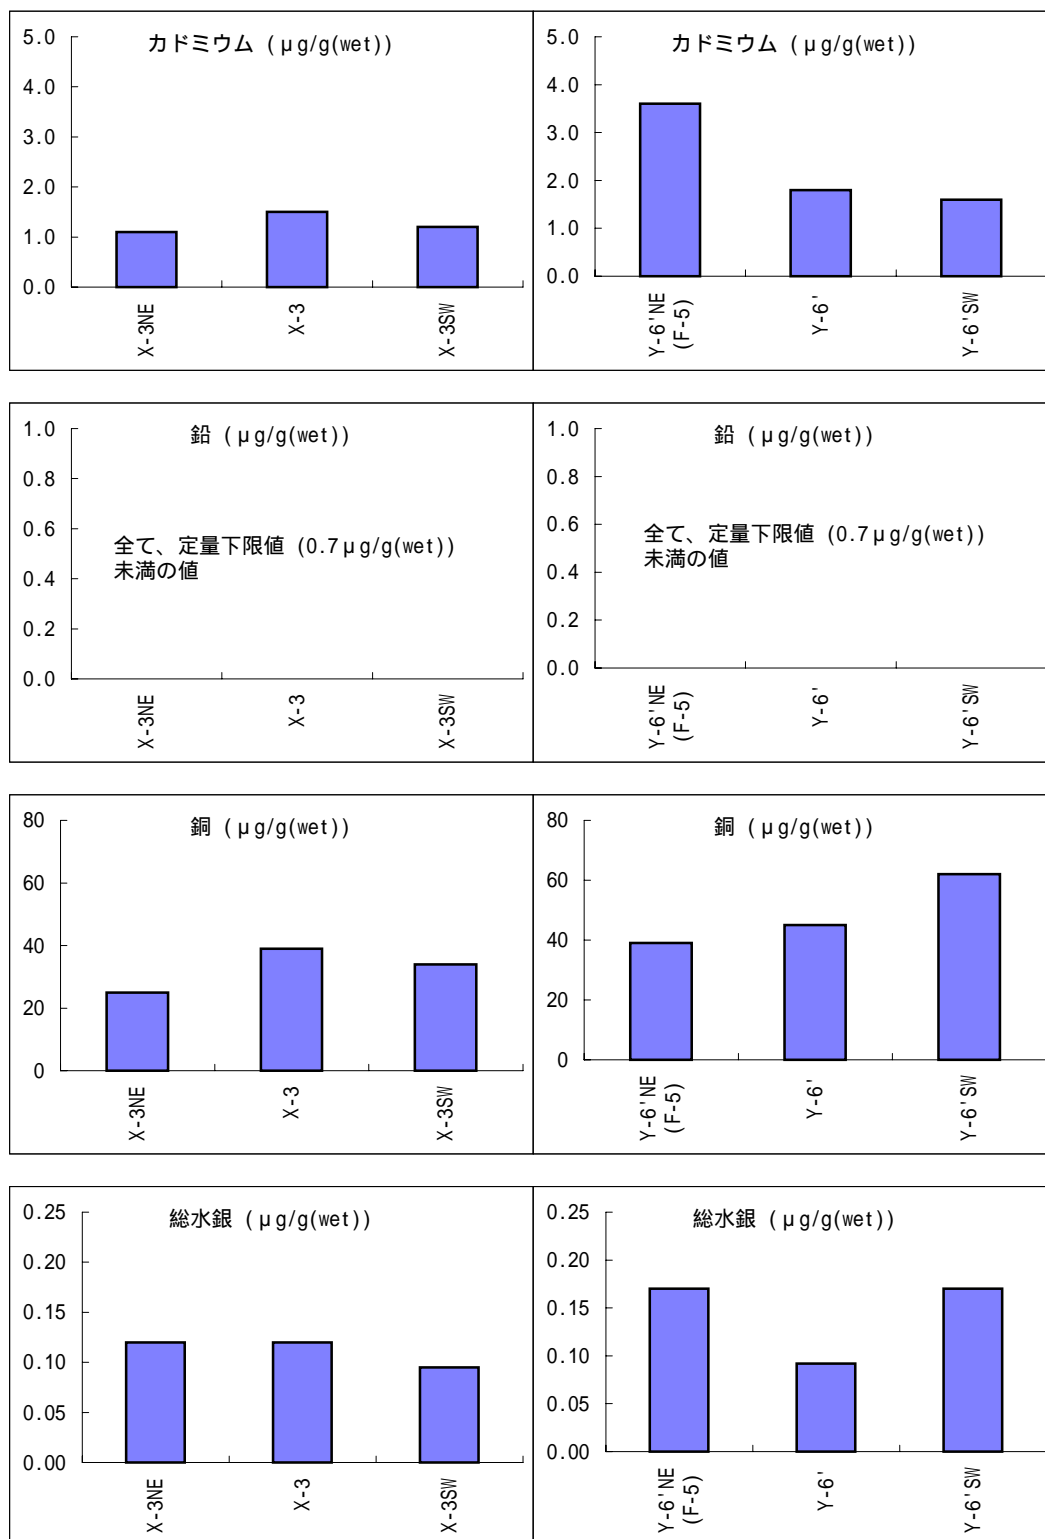 カドミウム (μg/g(wet))
5.0
4.0
3.0
2.0
1.0
0.0
X-3NE
X-3
X-3SW
カドミウム (μg/g(wet))
5.0
4.0
3.0
2.0
1.0
0.0
Y-6'NE
(F-5)
Y-6'
Y-6'SW
鉛 (μg/g(wet))
1.0
0.8
0.6
0.4
0.2
0.0
全て、定量下限値 (0.7μg/g(wet))
未満の値
X-3NE
X-3
X-3SW
鉛 (μg/g(wet))
1.0
0.8
0.6
0.4
0.2
0.0
全て、定量下限値 (0.7μg/g(wet))
未満の値
Y-6'NE
(F-5)
Y-6'
Y-6'SW
銅 (μg/g(wet))
80
60
40
20
0
X-3NE
X-3
X-3SW
銅 (μg/g(wet))
80
60
40
20
0
Y-6'NE
(F-5)
Y-6'
Y-6'SW
総水銀 (μg/g(wet))
0.25
0.20
0.15
0.10
0.05
0.00
X-3NE
X-3
X-3SW
総水銀 (μg/g(wet))
0.25
0.20
0.15
0.10
0.05
0.00
Y-6'NE
(F-5)
Y-6'
Y-6'SW